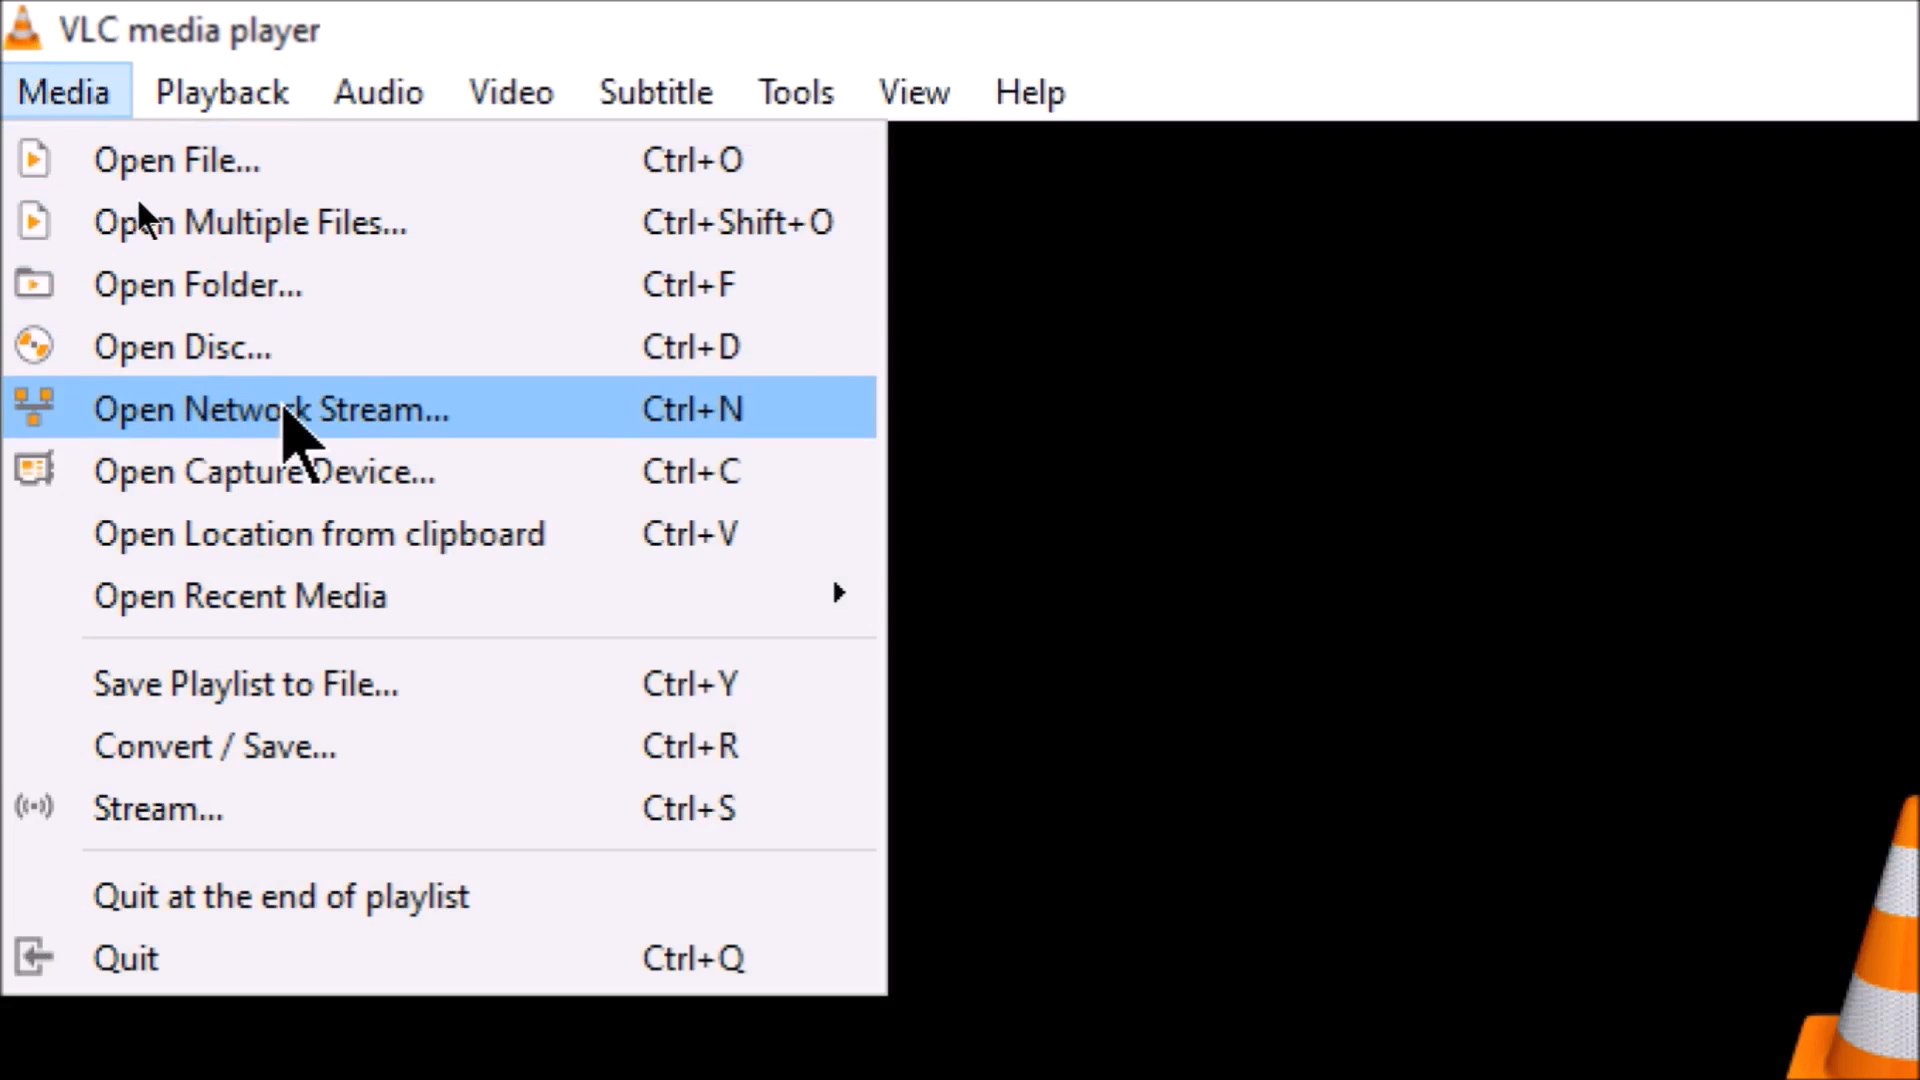 VLC media player
Media Playback Audio Video Subtitle Tools View Help
Open File... Ctrl+O
Open Multiple Files... Ctrl+Shift+O
Open Folder... Ctrl+F
Open Disc... Ctrl+D
Open Network Stream... Ctrl+N
Open Capture Device... Ctrl+C
Open Location from clipboard Ctrl+V
Open Recent Media
Save Playlist to File... Ctrl+Y
Convert / Save... Ctrl+R
Stream... Ctrl+S
Quit at the end of playlist
Quit Ctrl+Q